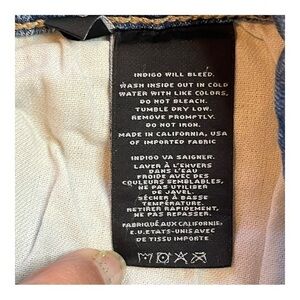 INDIGO WILL BLEED.
WASH INSIDE OUT IN COLD
WATER WITH LIKE COLORS,
DO NOT BLEACH.
TUMBLE DRY LOW.
REMOVE PROMPTLY.
DO NOT IRON.
MADE IN CALIFORNIA, USA
OF IMPORTED FABRIC
INDIGO VA SAIGNER.
LAVER À L'ENVERS
DANS L'EAU
FROIDE AVEC DES
COULEURS SEMBLABLES,
NE PAS UTILISER
DE JAVEL.
SÉCHER À BASSE
TEMPÉRATURE.
RETIRER RAPIDEMENT,
NE PAS REPASSER.
FABRIQUÉ AUX CALIFORNIE,
E.U.ETATS-UNIS AVEC
DE TISSU IMPORTE